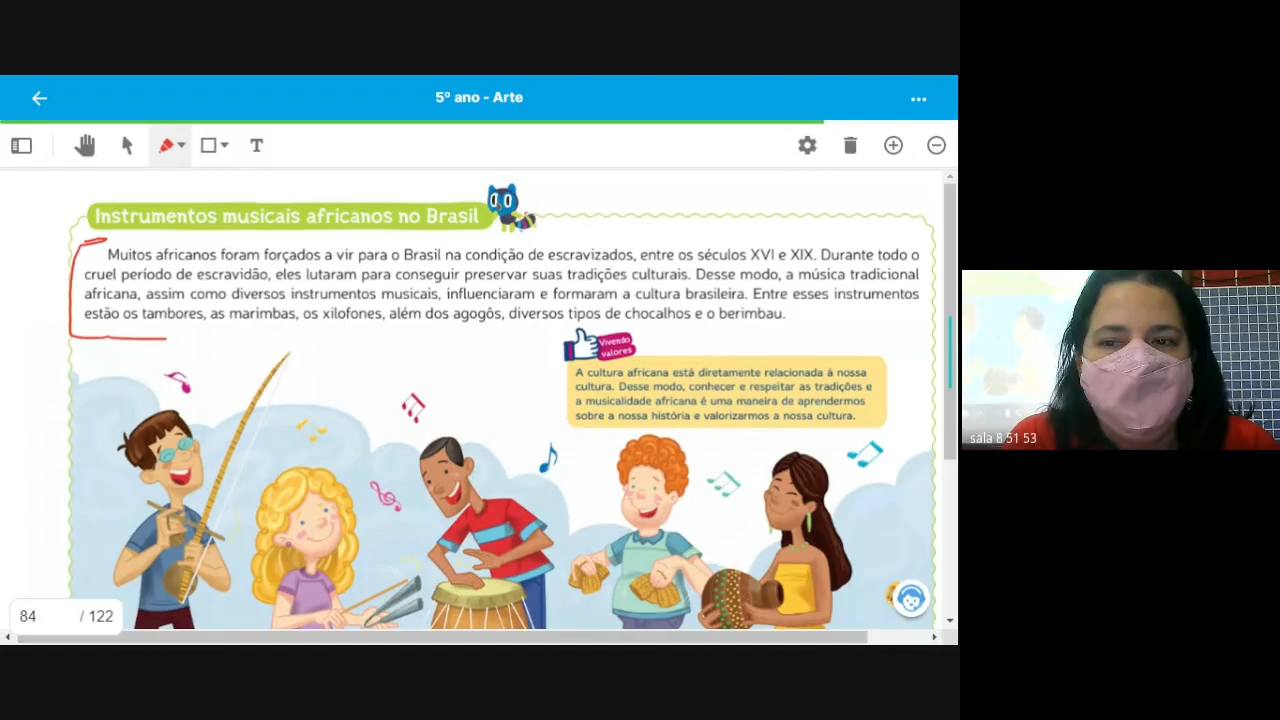 5º ano - Arte
T
Instrumentos musicais africanos no Brasil
Muitos africanos foram forçados a vir para o Brasil na condição de escravizados, entre os séculos XVI e XIX. Durante todo o
cruel período de escravidão, eles lutaram para conseguir preservar suas tradições culturais. Desse modo, a música tradicional
africana, assim como diversos instrumentos musicais, influenciaram e formaram a cultura brasileira. Entre esses instrumentos
estão os tambores, as marimbas, os xilofones, além dos agogôs, diversos tipos de chocalhos e o berimbau.
Vivendo
valores
A cultura africana está diretamente relacionada à nossa
cultura. Desse modo, conhecer e respeitar as tradições e
a musicalidade africana é uma maneira de aprendermos
sobre a nossa história e valorizarmos a nossa cultura.
84 / 122
sala 8 51 53